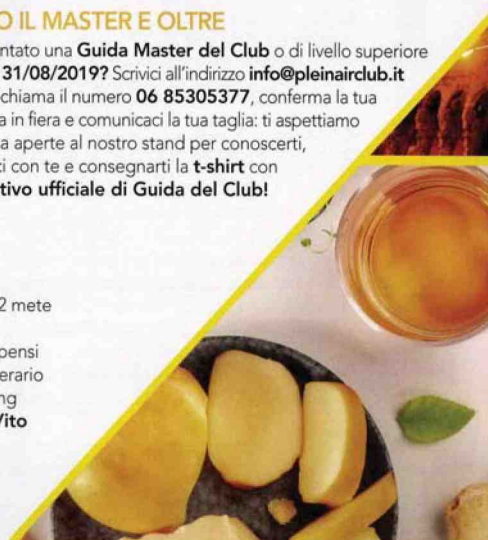 O IL MASTER E OLTRE
ntato una Guida Master del Club o di livello superiore
31/08/2019? Scrivici all'indirizzo info@pleinairclub.it
chiama il numero 06 85305377, conferma la tua
a in fiera e comunicaci la tua taglia: ti aspettiamo
a aperte al nostro stand per conoscerti,
ci con te e consegnarti la t-shirt con
tivo ufficiale di Guida del Club!
2 mete
pensi
erario
ng
Vito